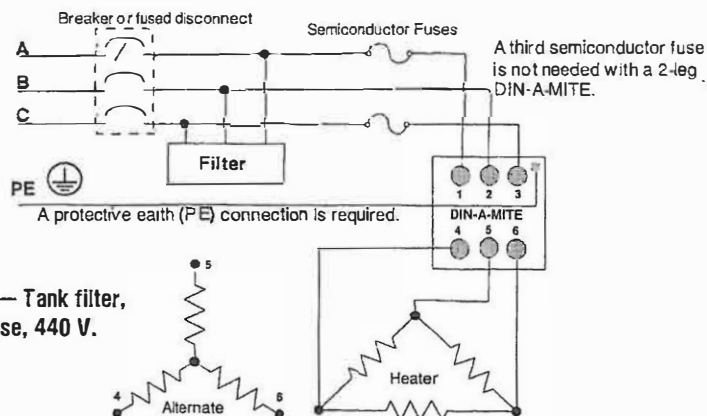 Breaker or fused disconnect
Semiconductor Fuses
A
B
C
A third semiconductor fuse
is not needed with a 2-leg
DIN-A-MITE.
Filter
PE
A protective earth (PE) connection is required.
1 2 3
DIN-A-MITE
4 5 6
5
— Tank filter,
se, 440 V.
4
6
Alternate
Heater